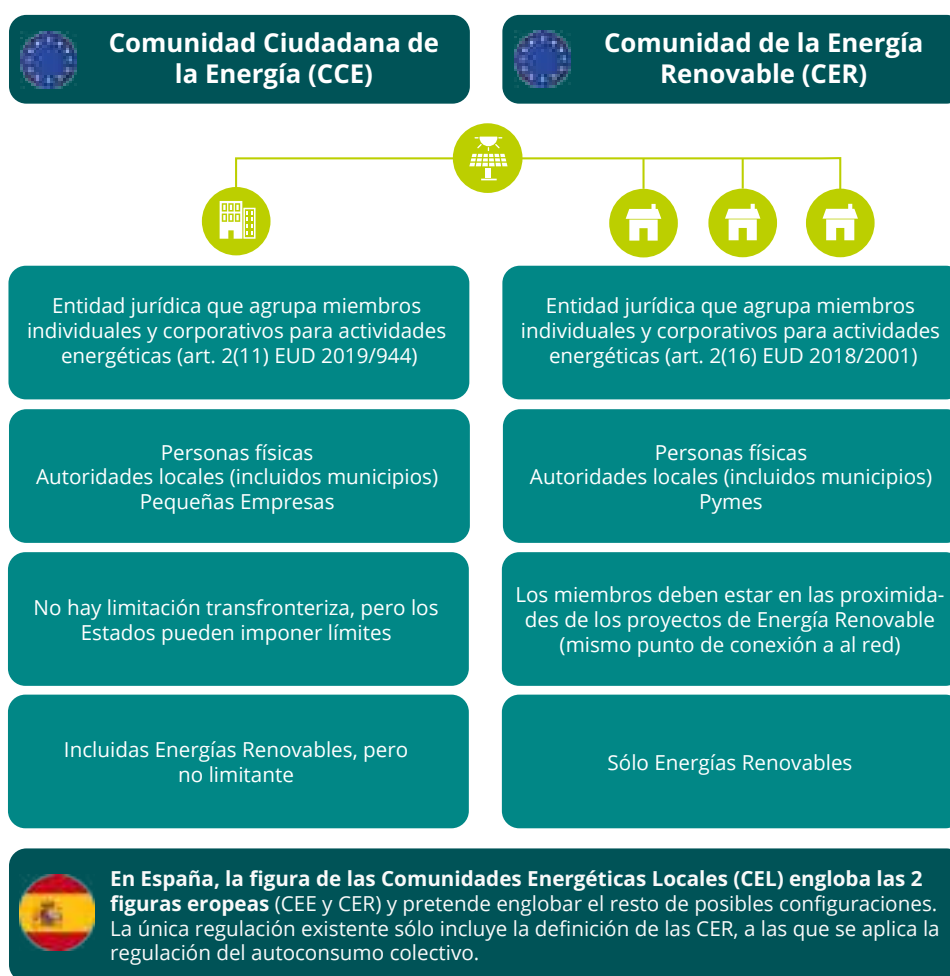 Comunidad Ciudadana de
la Energía (CCE)
Comunidad de la Energía
Renovable (CER)
Entidad jurídica que agrupa miembros
individuales y corporativos para actividades
energéticas (art. 2(11) EUD 2019/944)
Entidad jurídica que agrupa miembros
individuales y corporativos para actividades
energéticas (art. 2(16) EUD 2018/2001)
Personas físicas
Autoridades locales (incluidos municipios)
Pequeñas Empresas
Personas físicas
Autoridades locales (incluidos municipios)
Pymes
No hay limitación transfronteriza, pero los
Estados pueden imponer límites
Los miembros deben estar en las proximida-
des de los proyectos de Energía Renovable
(mismo punto de conexión a al red)
Incluidas Energías Renovables, pero
no limitante
Sólo Energías Renovables
En España, la figura de las Comunidades Energéticas Locales (CEL) engloba las 2
figuras eropeas (CEE y CER) y pretende englobar el resto de posibles configuraciones.
La única regulación existente sólo incluye la definición de las CER, a las que se aplica la
regulación del autoconsumo colectivo.